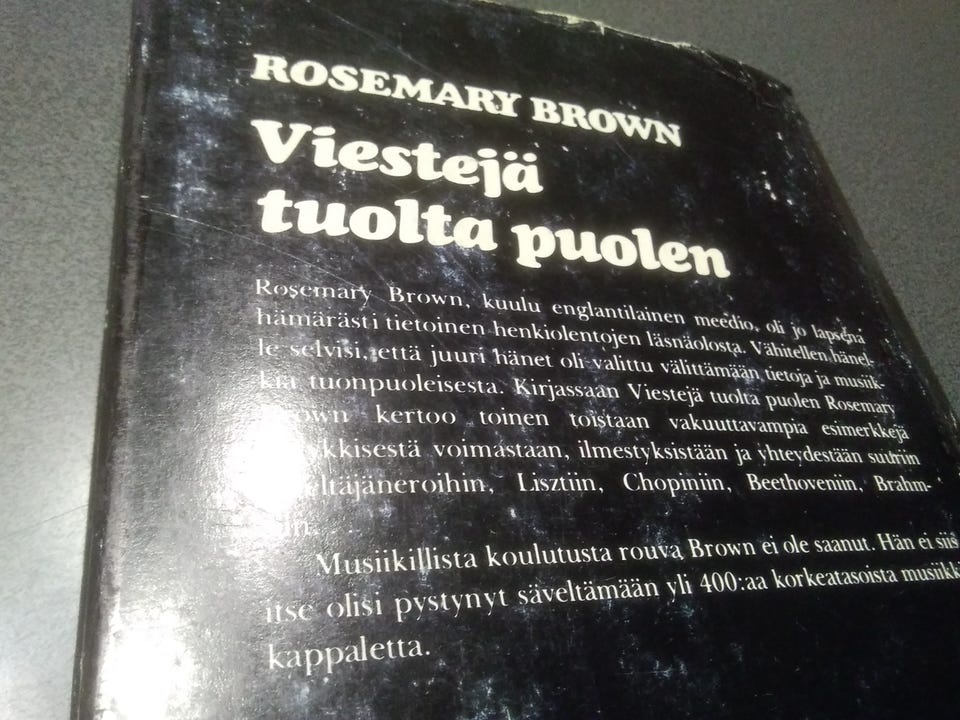 ROSEMARY BROWN
Viestejä
tuolta puolen
Rosemary Brown, kuulu englantilainen meedio, oli jo lapsena
hämärästi tietoinen henkiolentojen läsnäolosta. Vähitellen hänel-
le selvisi, että juuri hänet oli valittu välittämään tietoja ja musiik-
kia tuonpuoleisesta. Kirjassaan Viestejä tuolta puolen Rosemary
Brown kertoo toinen toistaan vakuuttavampia esimerkkejä
voimastaan, ilmestyksistään ja yhteydestään suuriin
Lisztiin, Chopiniin, Beethoveniin, Brahm-
Musiikillista koulutusta rouva Brown ei ole saanut. Hän ei siis
itse olisi pystynyt säveltämään yli 400:aa korkeatasoista musiikki
kappaletta.